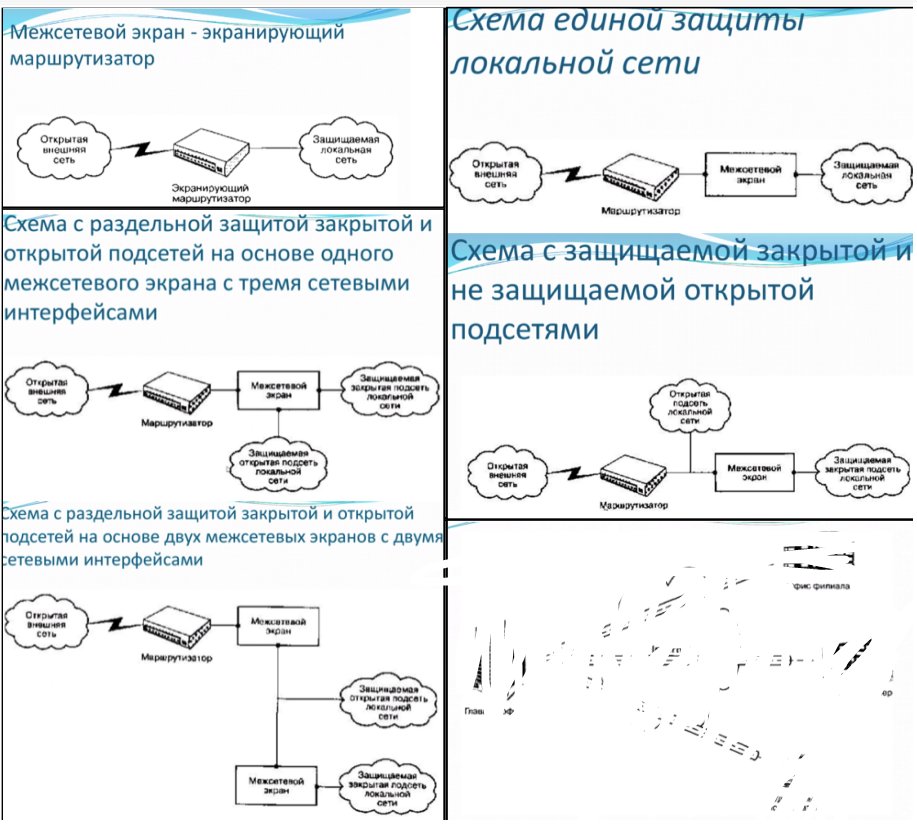 Межсетевой экран - экранирующий
маршрутизатор
Открытая
внешняя
сеть
Защищаемая
локальная
сеть
Экранирующий
маршрутизатор
Схема единой защиты
локальной сети
Открытая
внешняя
сеть
Маршрутизатор
Межсетевой
экран
Защищаемая
локальная
сеть
Схема с раздельной защитой закрытой и
открытой подсетей на основе одного
межсетевого экрана с тремя сетевыми
интерфейсами
Открытая
внешняя
сеть
Маршрутизатор
Межсетевой
экран
Защищаемая
закрытая подсеть
локальной
сети
Защищаемая
открытая подсеть
локальной
сети
Схема с защищаемой закрытой и
не защищаемой открытой
подсетями
Открытая
подсеть
локальной
сети
Открытая
внешняя
сеть
Маршрутизатор
Межсетевой
экран
Защищаемая
закрытая подсеть
локальной
сети
Схема с раздельной защитой закрытой и открытой
подсетей на основе двух межсетевых экранов с двумя
сетевыми интерфейсами
Открытая
внешняя
сеть
Маршрутизатор
Межсетевой
экран
Защищаемая
открытая подсеть
локальной
сети
Межсетевой
экран
Защищаемая
закрытая подсеть
локальной
сети
филиала